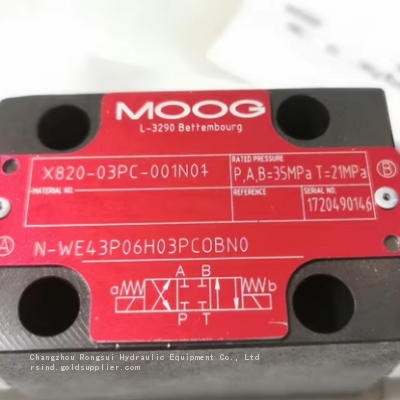 MOOG
L-3290 Bettembourg
X820-03PC-001N01
RATED PRESSURE
P,A,B=35MPa T=21MPa
B
MATERIAL NO.
REFERENCE
SERIAL NO.
1720490146
A
N-WE43P06H03PC0BN0
A B
a
b
P T
Changzhou Rongsui Hydraulic Equipment Co., Ltd
rsind.goldsupplier.com